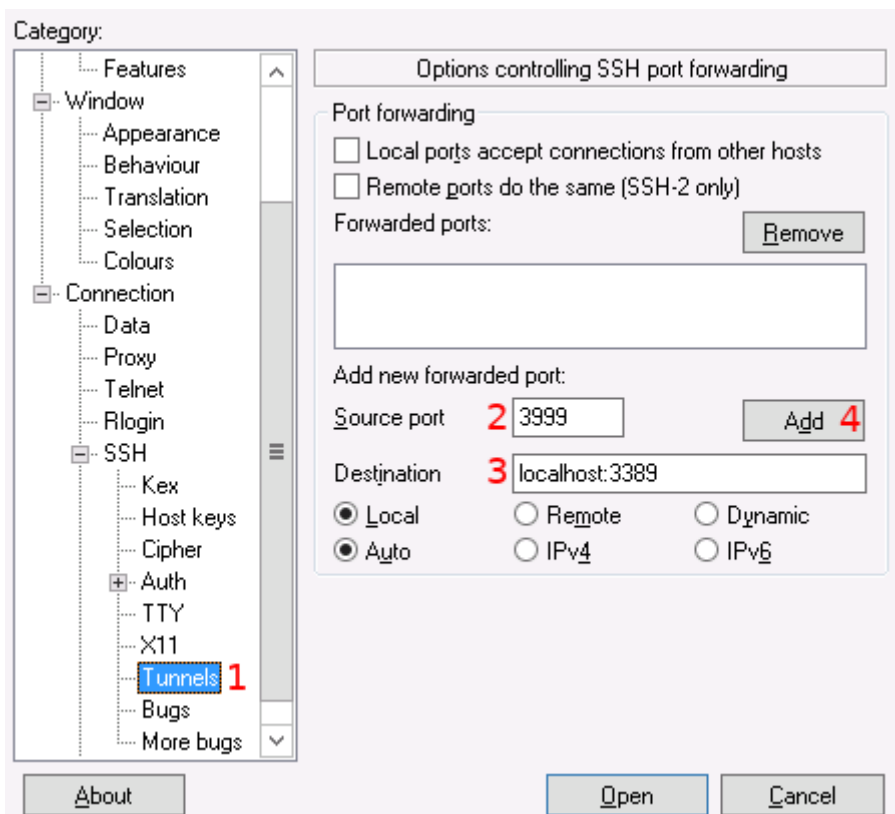 Category:
Features
Window
Appearance
Behaviour
Translation
Selection
Colours
Connection
Data
Proxy
Telnet
Rlogin
SSH
Kex
Host keys
Cipher
Auth
TTY
X11
Tunnels 1
Bugs
More bugs
Options controlling SSH port forwarding
Port forwarding
Local ports accept connections from other hosts
Remote ports do the same (SSH-2 only)
Forwarded ports:
Remove
Add new forwarded port:
Source port 2 3999 Add 4
Destination 3 localhost:3389
Local Remote Dynamic
Auto IPv4 IPv6
About Open Cancel